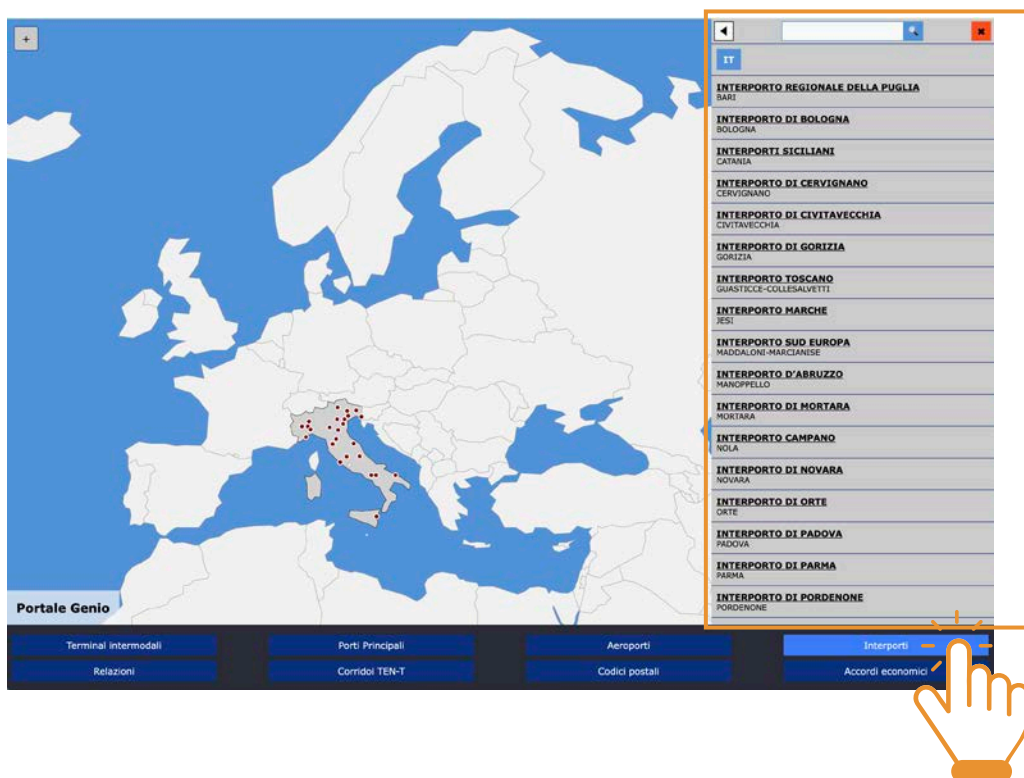 +
IT
INTERPORTO REGIONALE DELLA PUGLIA
BARI
INTERPORTO DI BOLOGNA
BOLOGNA
INTERPORTI SICILIANI
CATANIA
INTERPORTO DI CERVIGNANO
CERVIGNANO
INTERPORTO DI CIVITAVECCHIA
CIVITAVECCHIA
INTERPORTO DI GORIZIA
GORIZIA
INTERPORTO TOSCANO
GUASTICCE-COLLESALVETTI
INTERPORTO MARCHE
JESI
INTERPORTO SUD EUROPA
MADDALONI-MARCIANISE
INTERPORTO D'ABRUZZO
MANOPPELLO
INTERPORTO DI MORTARA
MORTARA
INTERPORTO CAMPANO
NOLA
INTERPORTO DI NOVARA
NOVARA
INTERPORTO DI ORTE
ORTE
INTERPORTO DI PADOVA
PADOVA
INTERPORTO DI PARMA
PARMA
INTERPORTO DI PORDENONE
PORDENONE
Portale Genio
Terminal intermodali Porti Principali Aeroporti Interporti
Relazioni Corridoi TEN-T Codici postali Accordi economici